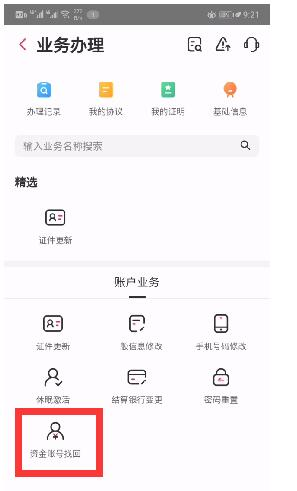 9:21
业务办理
办理记录 我的协议 我的证明 基础信息
输入业务名称搜索
精选
证件更新
账户业务
证件更新 般信息修改 手机号码修改
休眠激活 结算银行变更 密码重置
资金账号找回